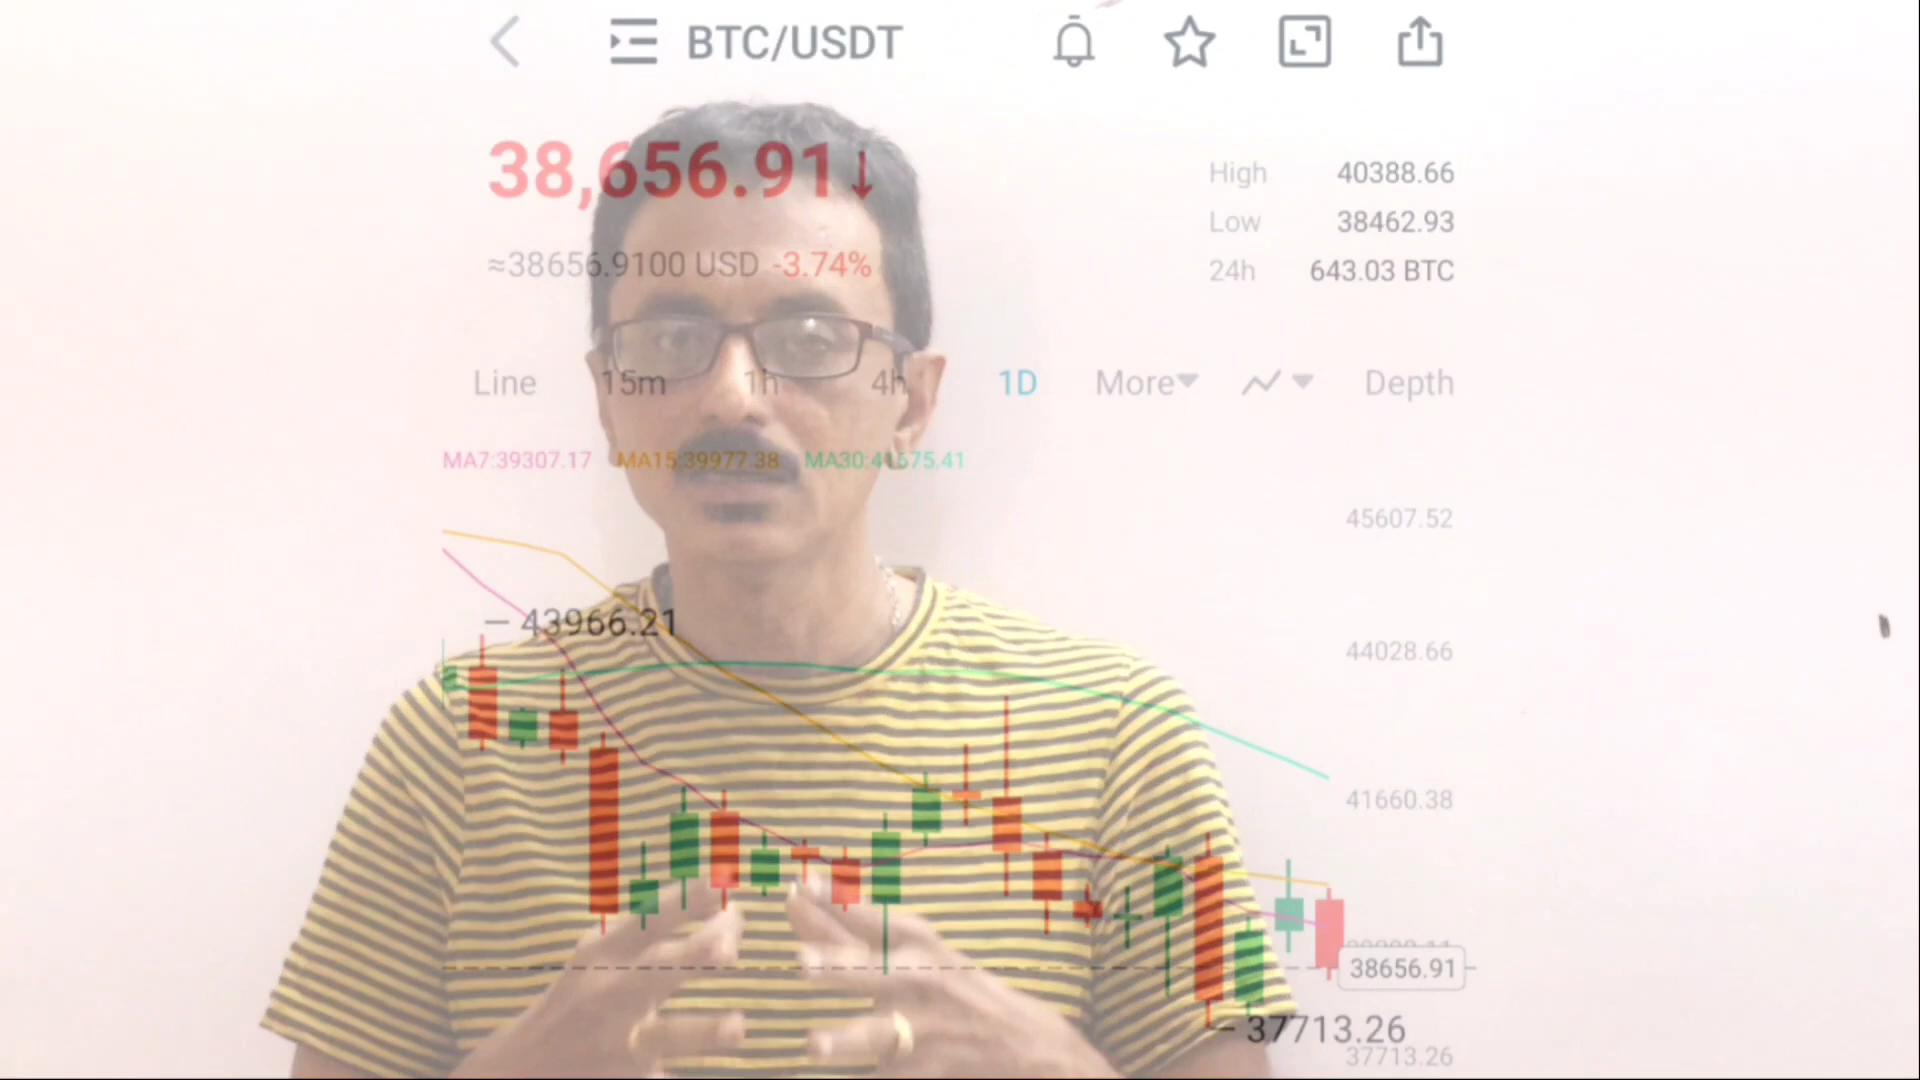 BTC/USDT
38,656.91↓
High 40388.66
Low 38462.93
≈38656.9100 USD -3.74%
24h 643.03 BTC
Line 15m 1h 4h 1D More Depth
MA7:39307.17 MA15:39977.38 MA30:41675.41
45607.52
43966.21
44028.66
41660.38
38656.91
37713.26
37713.26